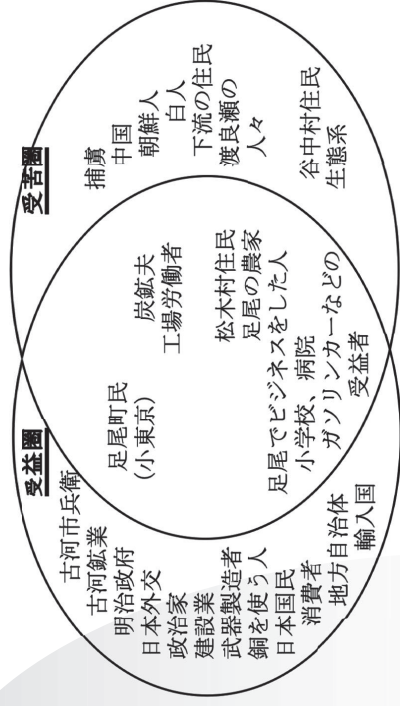 受益圏
古河市兵衛
古河鉱業
明治政府
日本外交
政治家
建設業
武器製造者
銅を使う人
日本国民
消費者
地方自治体
輸入国
足尾町民
（小東京）
炭鉱夫
工場労働者
松木村住民
足尾の農家
足尾でビジネスをした人
小学校、病院
ガソリンカーなどの
受益者
受苦圏
捕虜
中国
朝鮮人
白人
下流の住民
渡良瀬の
人々
谷中村住民
生態系